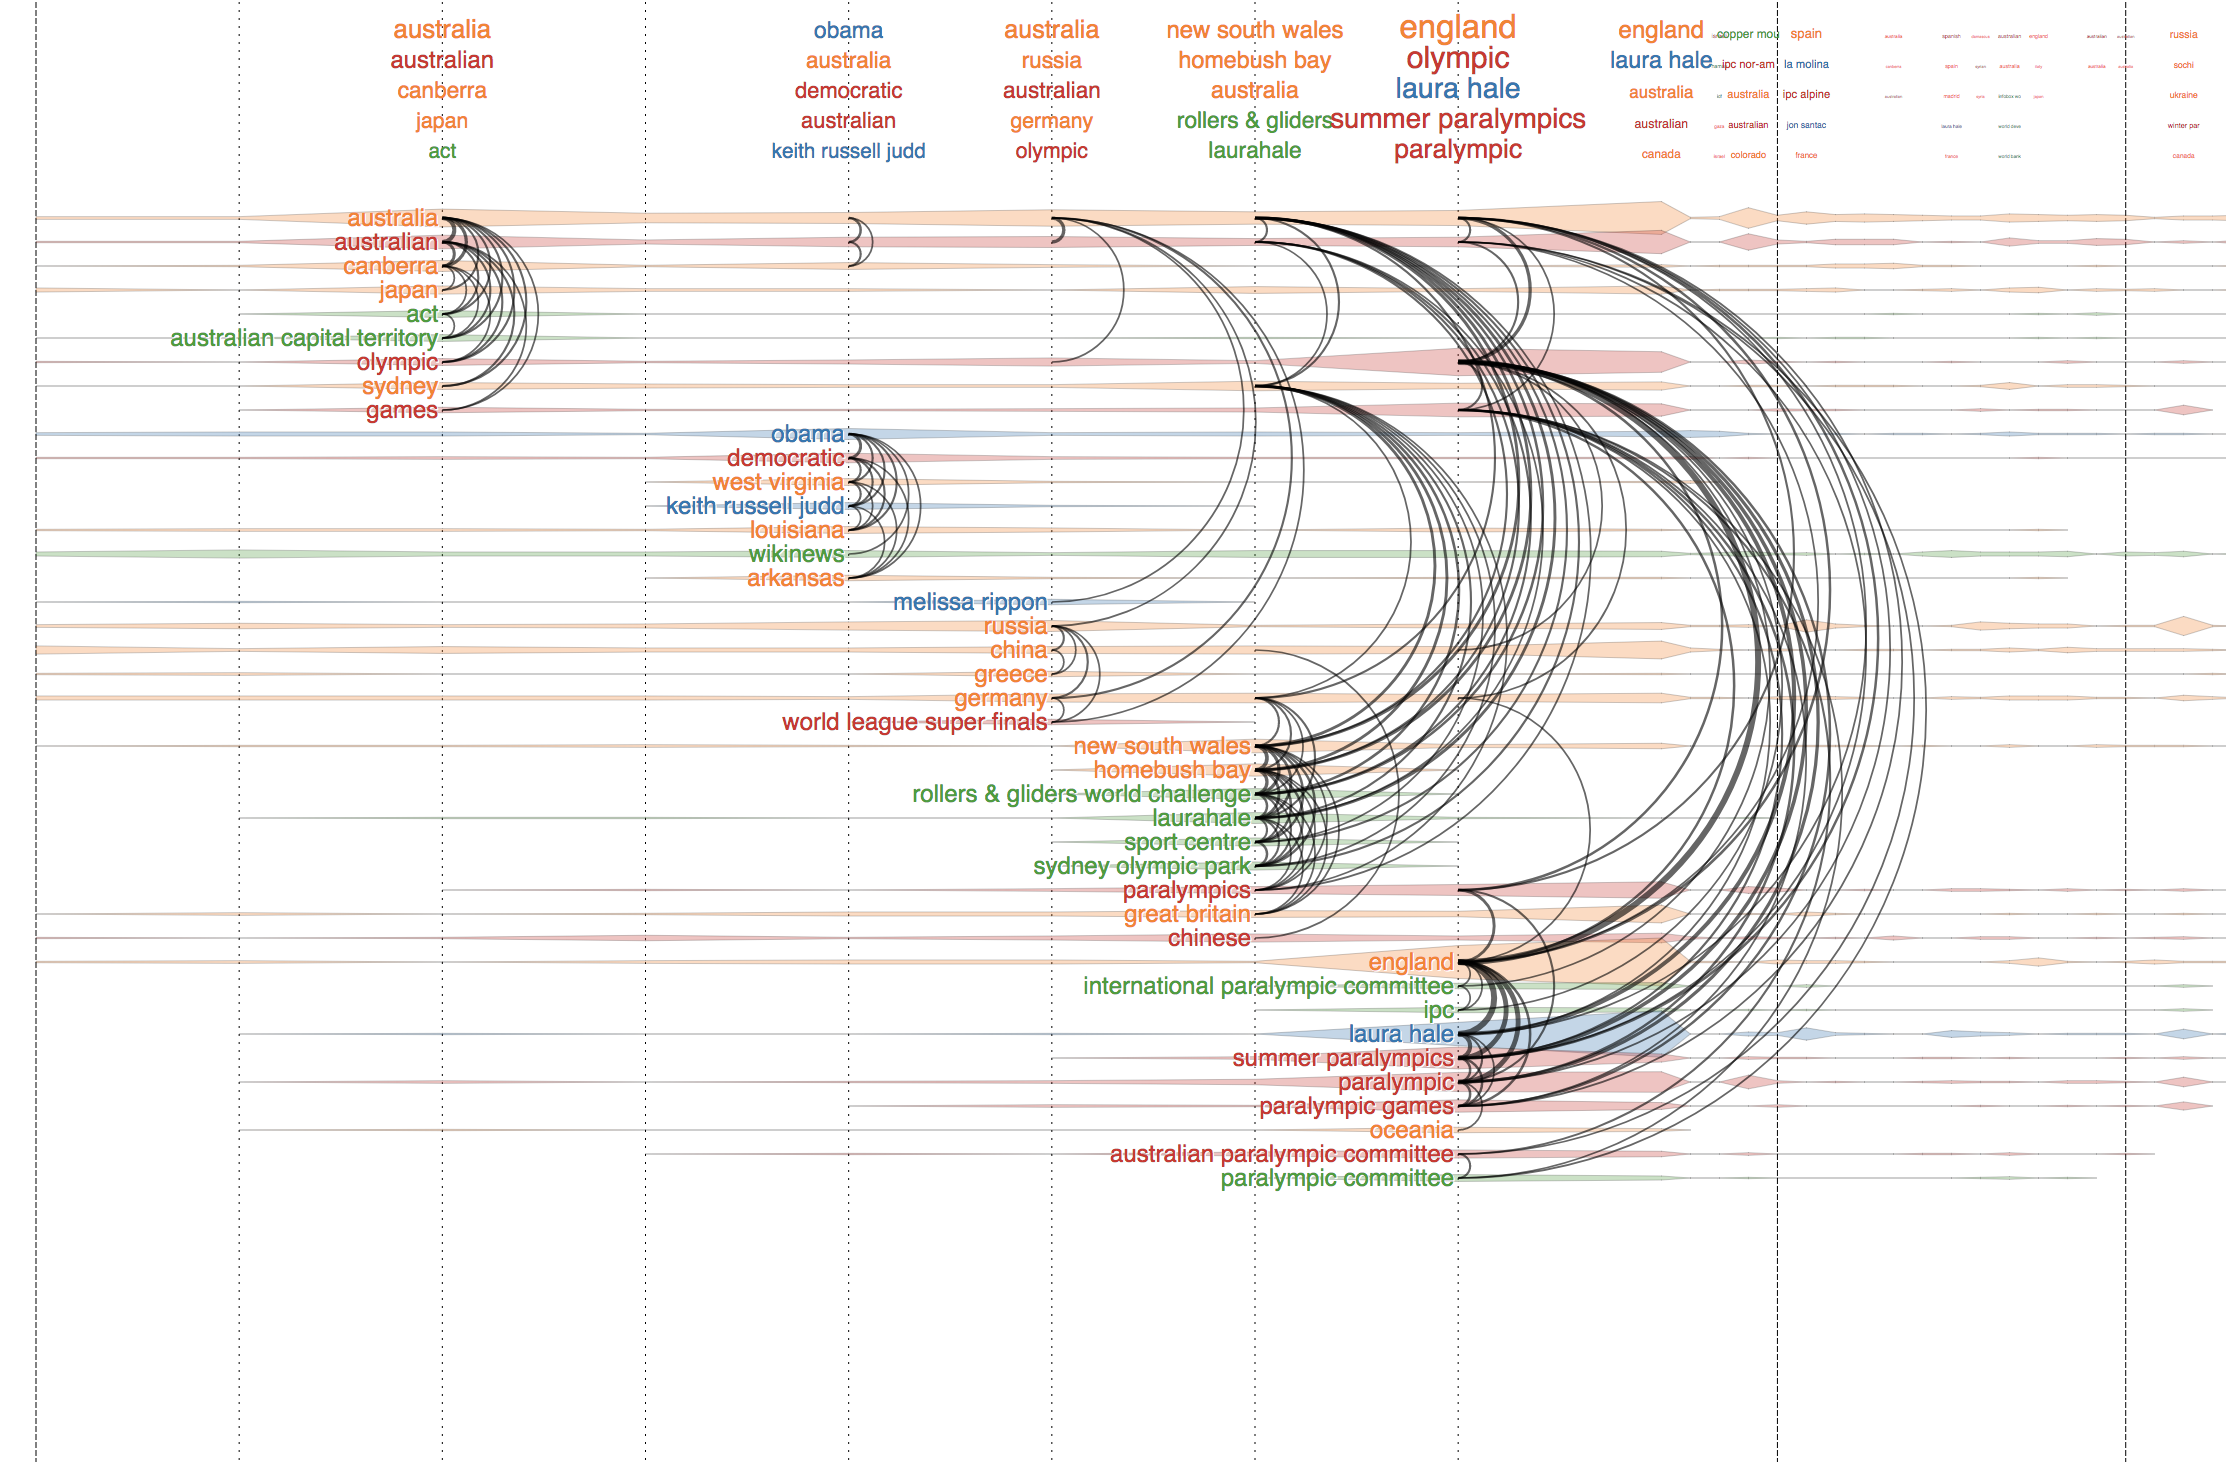 australia obama australia new south wales england england copper mou spain russia
australian australia russia homebush bay olympic laura hale ipc nor-am la molina sochi
canberra democratic australian australia laura hale australia australia ipc alpine ukraine
japan australian germany rollers & gliders summer paralympics australian australian jon santac winter par
act keith russell judd olympic laurahale paralympic canada colorado france canada
australia
australian
canberra
japan
act
australian capital territory
olympic
sydney
games
obama
democratic
west virginia
keith russell judd
louisiana
wikinews
arkansas
melissa rippon
russia
china
greece
germany
world league super finals
new south wales
homebush bay
rollers & gliders world challenge
laurahale
sport centre
sydney olympic park
paralympics
great britain
chinese
england
international paralympic committee
ipc
laura hale
summer paralympics
paralympic
paralympic games
oceania
australian paralympic committee
paralympic committee